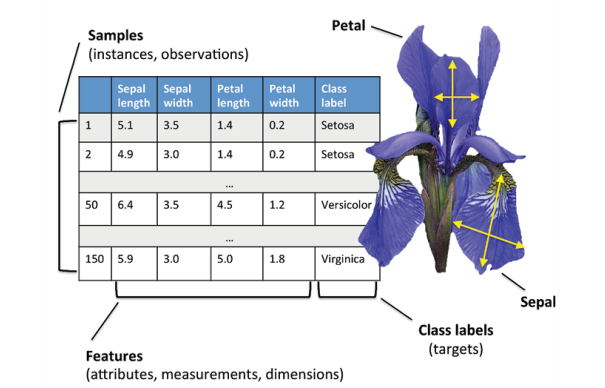 Samples
(instances, observations)
Petal
Sepal length Sepal width Petal length Petal width Class label
1 5.1 3.5 1.4 0.2 Setosa
2 4.9 3.0 1.4 0.2 Setosa
...
50 6.4 3.5 4.5 1.2 Versicolor
...
150 5.9 3.0 5.0 1.8 Virginica
Sepal
Class labels
(targets)
Features
(attributes, measurements, dimensions)